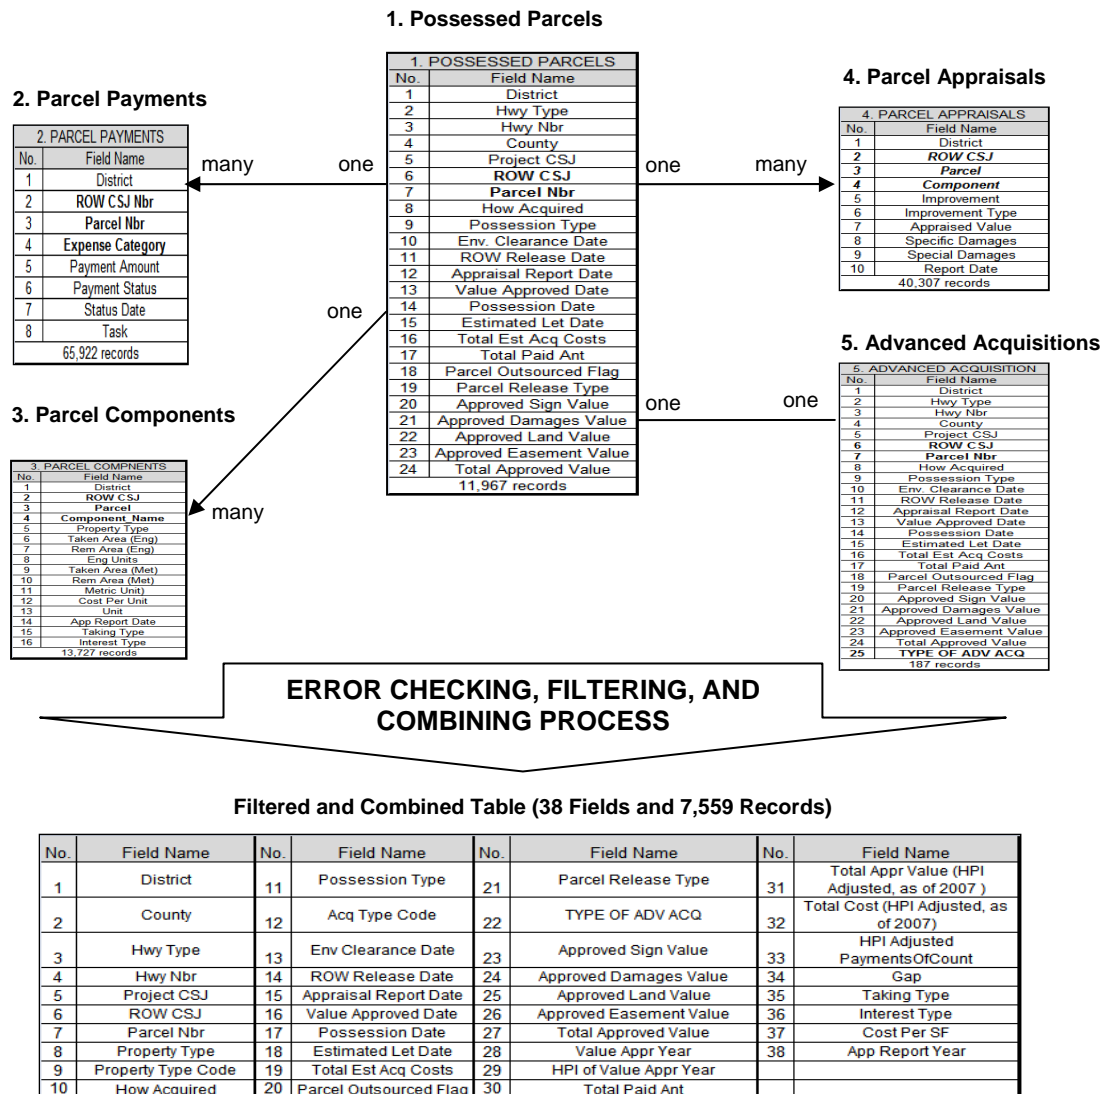 1. Possessed Parcels
2. Parcel Payments
4. Parcel Appraisals
1. POSSESSED PARCELS
No. Field Name
1 District
2 Hwy Type
3 Hwy Nbr
4 County
5 Project CSJ
6 ROW CSJ
7 Parcel Nbr
8 How Acquired
9 Possession Type
10 Env. Clearance Date
11 ROW Release Date
12 Appraisal Report Date
13 Value Approved Date
14 Possession Date
15 Estimated Let Date
16 Total Est Acq Costs
17 Total Paid Ant
18 Parcel Outsourced Flag
19 Parcel Release Type
20 Approved Sign Value
21 Approved Damages Value
22 Approved Land Value
23 Approved Easement Value
24 Total Approved Value
11,967 records
2. PARCEL PAYMENTS
No. Field Name
1 District
2 ROW CSJ Nbr
3 Parcel Nbr
4 Expense Category
5 Payment Amount
6 Payment Status
7 Status Date
8 Task
65,922 records
many one
one many
4. PARCEL APPRAISALS
No. Field Name
1 District
2 ROW CSJ
3 Parcel
4 Component
5 Improvement
6 Improvement Type
7 Appraised Value
8 Specific Damages
9 Special Damages
10 Report Date
40,307 records
one
many
3. Parcel Components
3. PARCEL COMPNENTS
No. Field Name
1 District
2 ROW CSJ
3 Parcel
4 Component_Name
5 Property Type
6 Taken Area (Eng)
7 Rem Area (Eng)
8 Eng Units
9 Taken Area (Met)
10 Rem Area (Met)
11 Metric Unit)
12 Cost Per Unit
13 Unit
14 App Report Date
15 Taking Type
16 Interest Type
13,727 records
one one
5. Advanced Acquisitions
5. ADVANCED ACQUISITION
No. Field Name
1 District
2 Hwy Type
3 Hwy Nbr
4 County
5 Project CSJ
6 ROW CSJ
7 Parcel Nbr
8 How Acquired
9 Possession Type
10 Env. Clearance Date
11 ROW Release Date
12 Appraisal Report Date
13 Value Approved Date
14 Possession Date
15 Estimated Let Date
16 Total Est Acq Costs
17 Total Paid Ant
18 Parcel Outsourced Flag
19 Parcel Release Type
20 Approved Sign Value
21 Approved Damages Value
22 Approved Land Value
23 Approved Easement Value
24 Total Approved Value
25 TYPE OF ADV ACQ
187 records
ERROR CHECKING, FILTERING, AND
COMBINING PROCESS
Filtered and Combined Table (38 Fields and 7,559 Records)
No. Field Name No. Field Name No. Field Name No. Field Name
1 District 11 Possession Type 21 Parcel Release Type 31 Total Appr Value (HPI
Adjusted, as of 2007 )
2 County 12 Acq Type Code 22 TYPE OF ADV ACQ 32 Total Cost (HPI Adjusted, as
of 2007)
3 Hwy Type 13 Env Clearance Date 23 Approved Sign Value 33 HPI Adjusted
PaymentsOfCount
4 Hwy Nbr 14 ROW Release Date 24 Approved Damages Value 34 Gap
5 Project CSJ 15 Appraisal Report Date 25 Approved Land Value 35 Taking Type
6 ROW CSJ 16 Value Approved Date 26 Approved Easement Value 36 Interest Type
7 Parcel Nbr 17 Possession Date 27 Total Approved Value 37 Cost Per SF
8 Property Type 18 Estimated Let Date 28 Value Appr Year 38 App Report Year
9 Property Type Code 19 Total Est Acq Costs 29 HPI of Value Appr Year
10 How Acquired 20 Parcel Outsourced Flag 30 Total Paid Ant